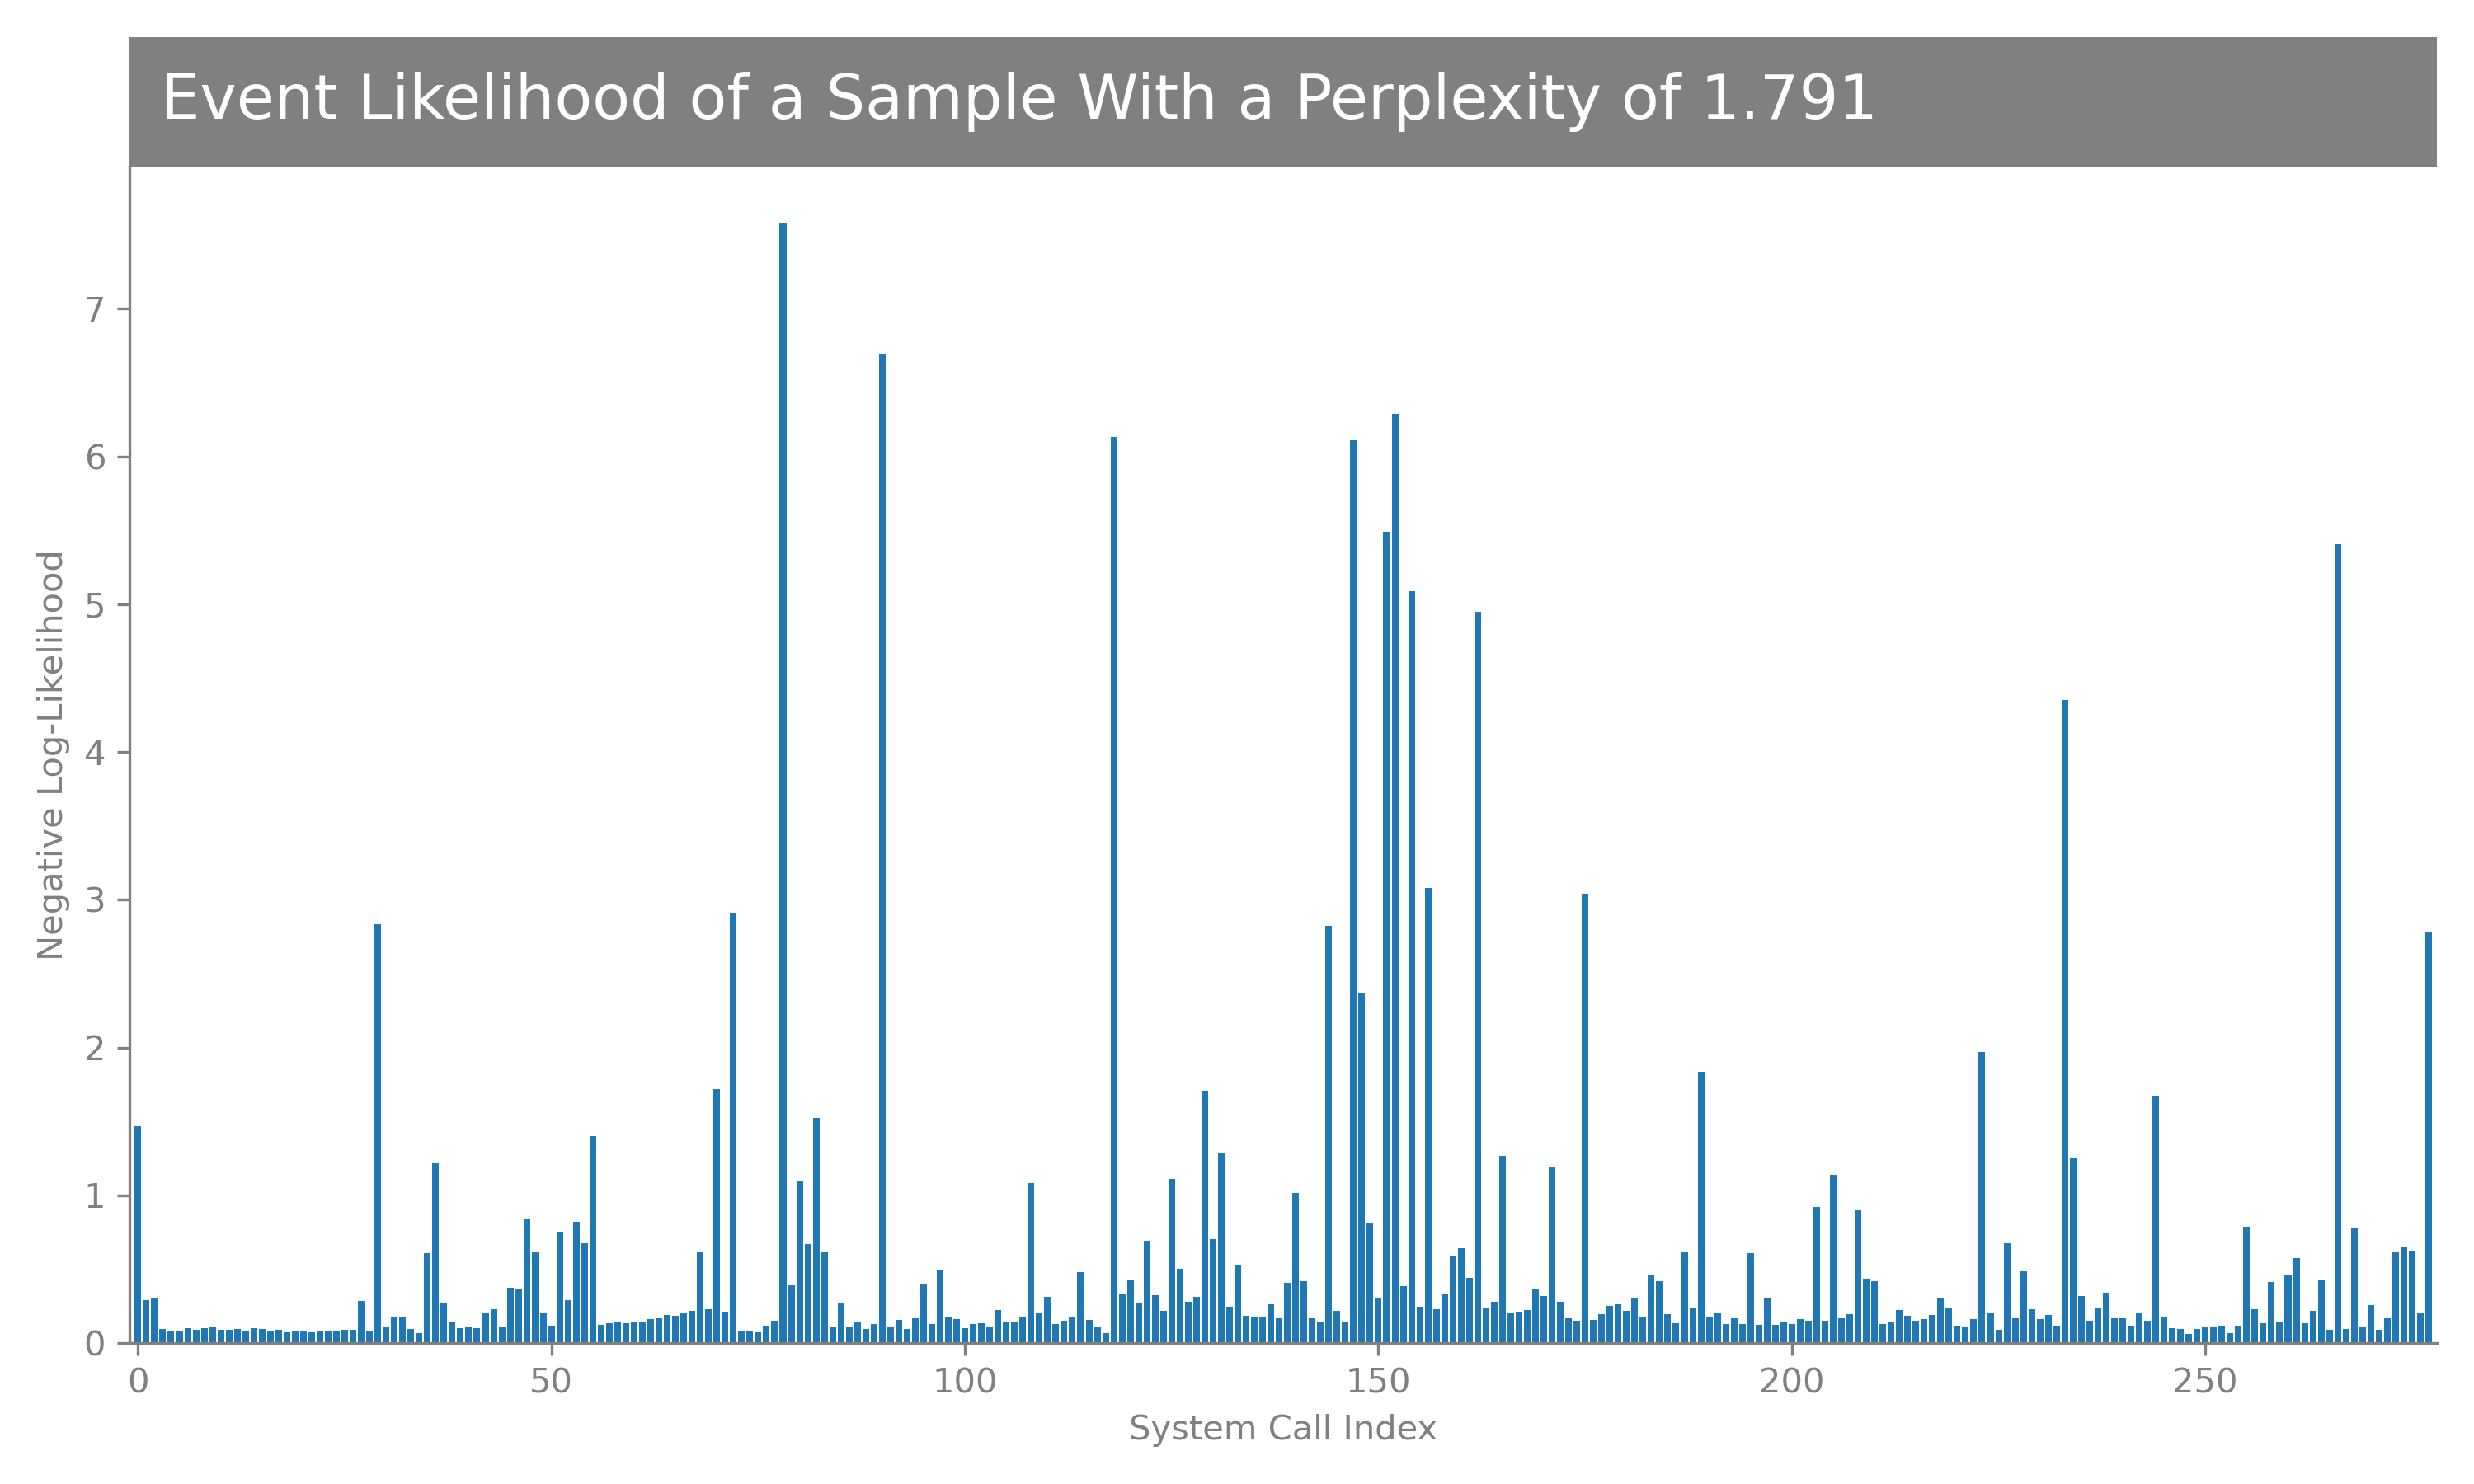 Event Likelihood of a Sample With a Perplexity of 1.791
Negative Log-Likelihood
7
6
5
4
3
2
1
0
0 50 100 150 200 250
System Call Index